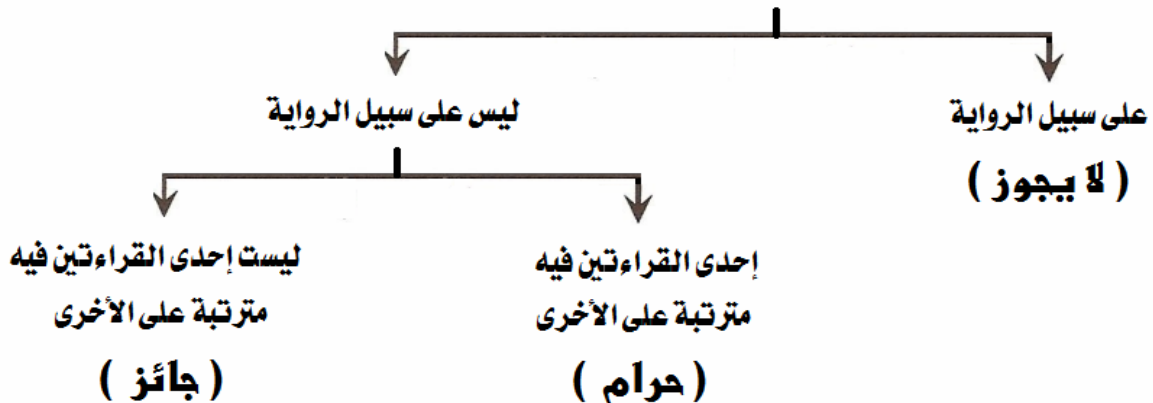 على سبيل الرواية
( لا يجوز )
ليس على سبيل الرواية
إحدى القراءتين فيه
مترتبة على الأخرى
( حرام )
ليست إحدى القراءتين فيه
مترتبة على الأخرى
( جائز )